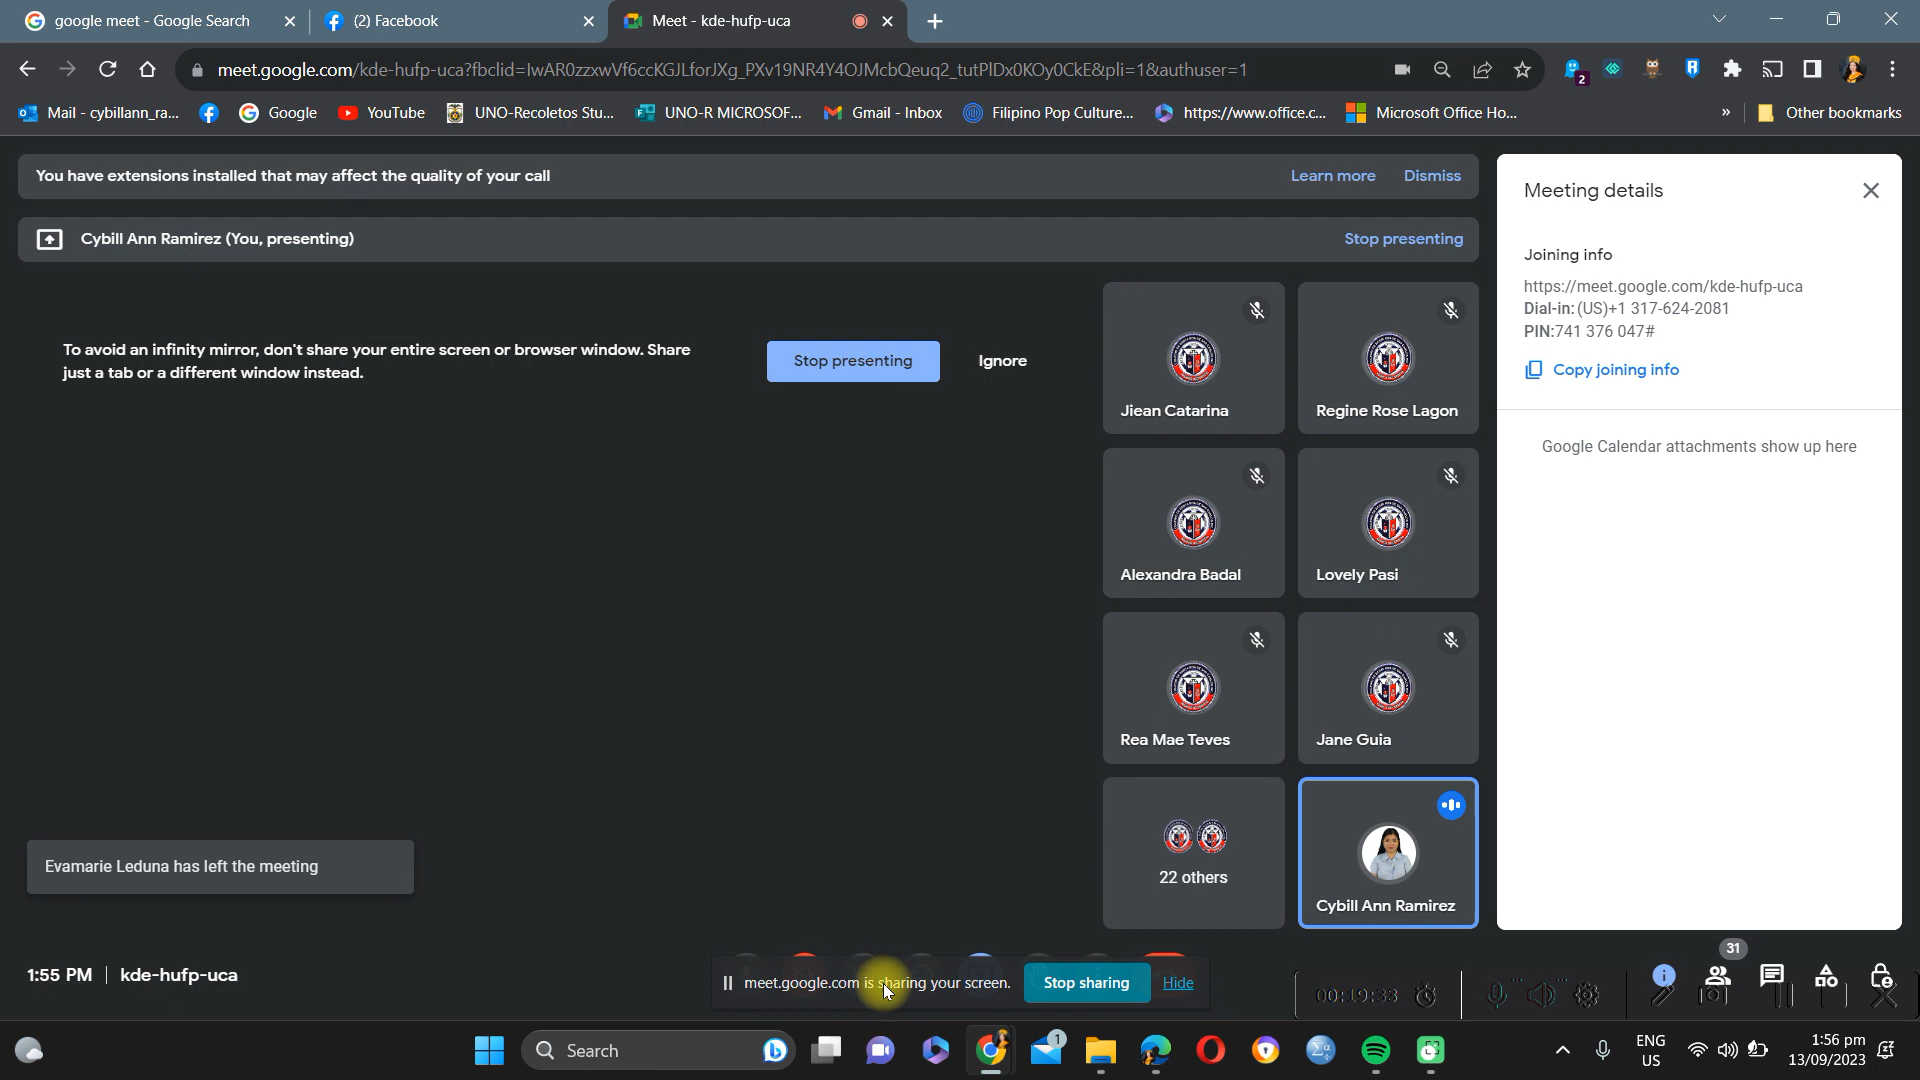 google meet - Google Search
(2) Facebook
Meet - kde-hufp-uca
meet.google.com/kde-hufp-uca?fbclid=IwAR0zzxwVf6ccKGJLforJXg_PXv19NR4Y4OJMcbQeuq2_tutPlDx0KOy0CkE&pli=1&authuser=1
2
Mail - cybillann_ra...
Google
YouTube
UNO-Recoletos Stu...
UNO-R MICROSOF...
Gmail - Inbox
Filipino Pop Culture...
https://www.office.c...
Microsoft Office Ho...
»
Other bookmarks
You have extensions installed that may affect the quality of your call
Learn more
Dismiss
Cybill Ann Ramirez (You, presenting)
Stop presenting
To avoid an infinity mirror, don't share your entire screen or browser window. Share
just a tab or a different window instead.
Stop presenting
Ignore
Jiean Catarina
Regine Rose Lagon
Alexandra Badal
Lovely Pasi
Rea Mae Teves
Jane Guia
22 others
Cybill Ann Ramirez
Meeting details
Joining info
https://meet.google.com/kde-hufp-uca
Dial-in: (US)+1 317-624-2081
PIN:741 376 047#
Copy joining info
Google Calendar attachments show up here
Evamarie Leduna has left the meeting
1:55 PM | kde-hufp-uca
meet.google.com is sharing your screen.
Stop sharing
Hide
00:19:33
31
Search
1
ENG
US
1:56 pm
13/09/2023